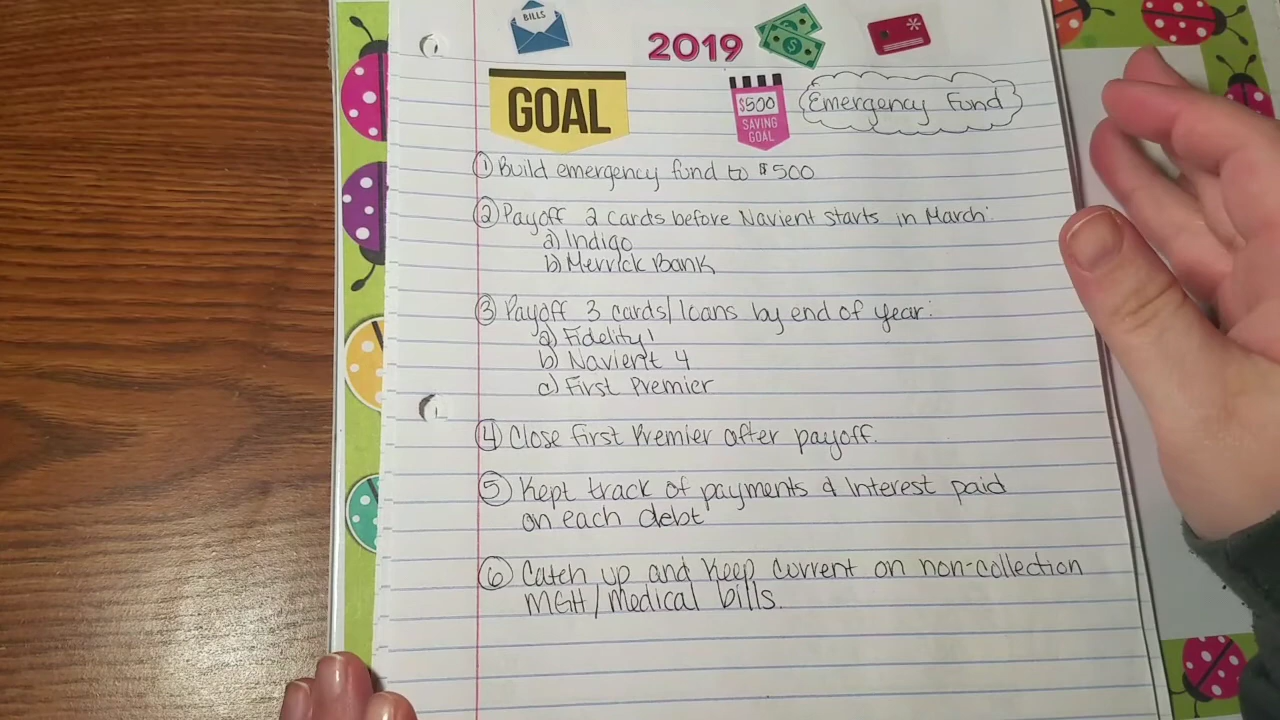 BILLS
2019
GOAL
$500
SAVING
GOAL
Emergency Fund
① Build emergency fund to $500
② Payoff 2 cards before Navient starts in March:
a) Indigo
b) Merrick Bank
③ Payoff 3 cards/loans by end of year:
a) Fidelity 1
b) Navient 4
c) First Premier
④ Close First Premier after payoff.
⑤ Kept track of payments & Interest paid
on each debt
⑥ Catch up and keep current on non-collection
MGH/Medical bills.